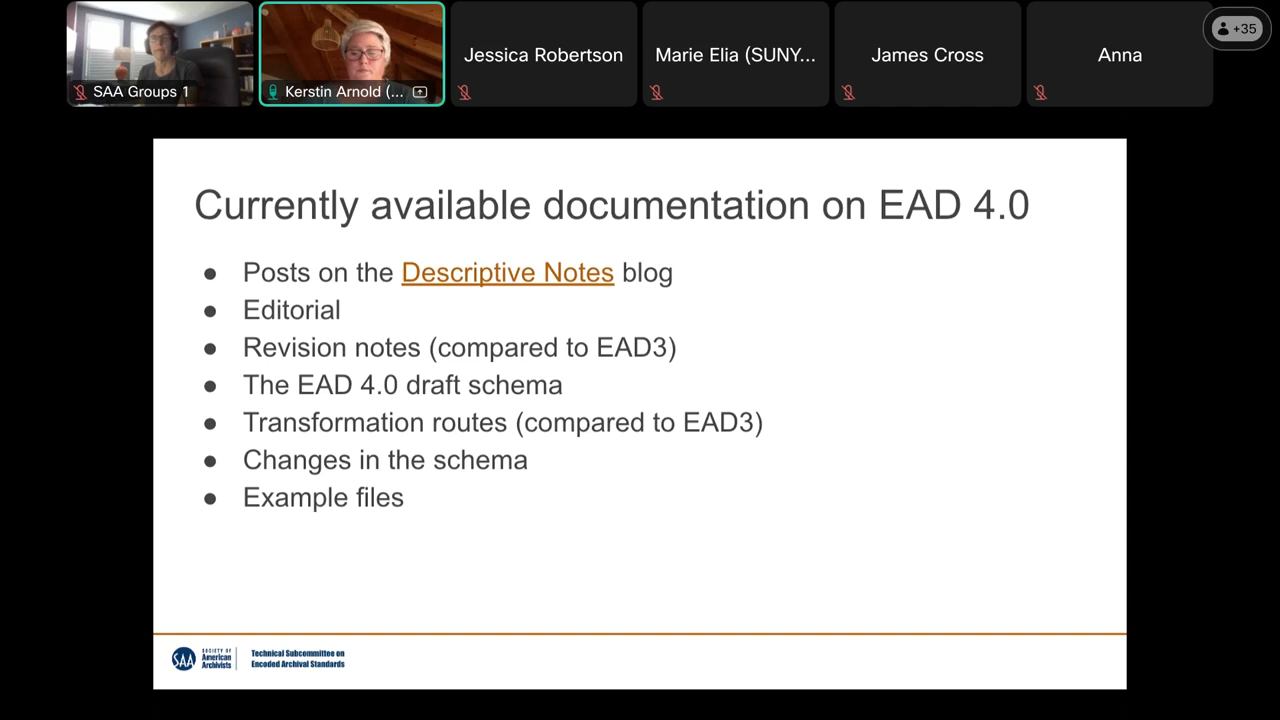 SAA Groups 1
Kerstin Arnold (...
Jessica Robertson
Marie Elia (SUNY...
James Cross
Anna
+35
Currently available documentation on EAD 4.0
● Posts on the Descriptive Notes blog
● Editorial
● Revision notes (compared to EAD3)
● The EAD 4.0 draft schema
● Transformation routes (compared to EAD3)
● Changes in the schema
● Example files
SAA
SOCIETY OF
American
Archivists
Technical Subcommittee on
Encoded Archival Standards